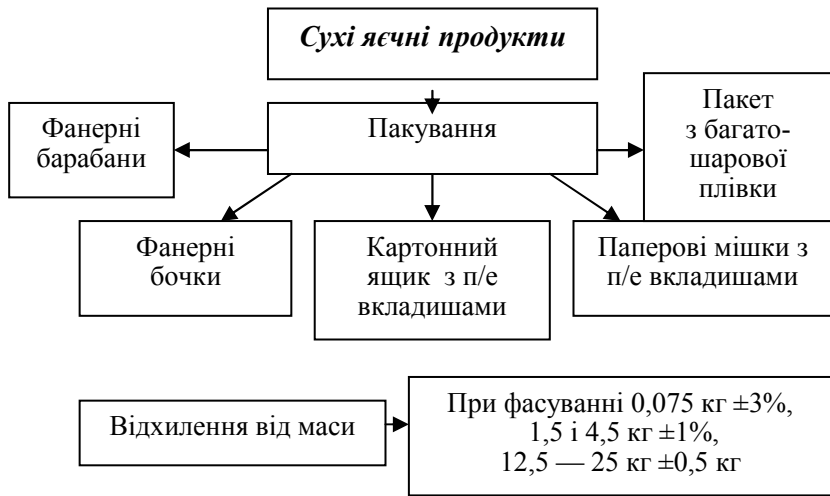 Сухі яєчні продукти
Пакування
Фанерні
барабани
Пакет
з багато-
шарової
плівки
Фанерні
бочки
Картонний
ящик з п/е
вкладишами
Паперові мішки з
п/е вкладишами
Відхилення від маси
При фасуванні 0,075 кг ±3%,
1,5 і 4,5 кг ±1%,
12,5 — 25 кг ±0,5 кг